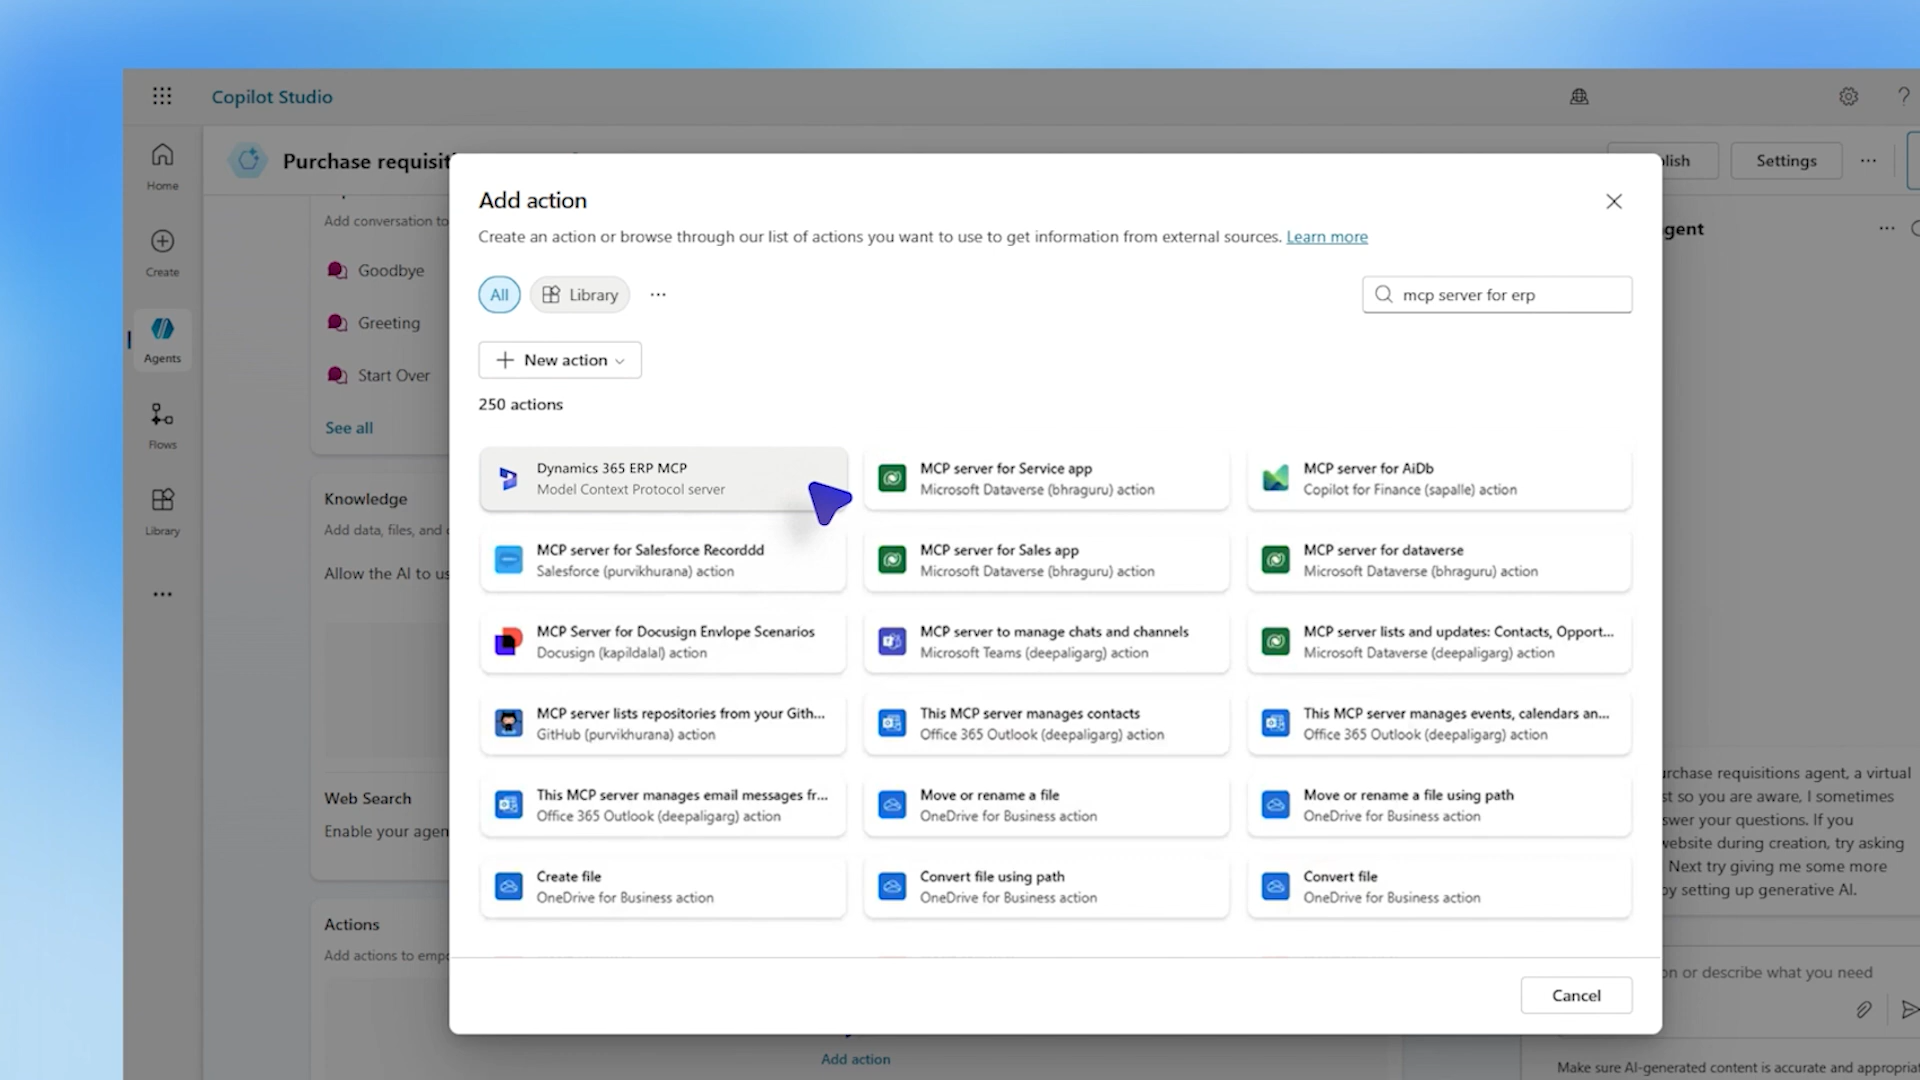 Copilot Studio
?
Home
Create
Agents
Flows
Library
Purchase requisiti
lish
Settings
Add conversation to
Goodbye
Greeting
Start Over
See all
Knowledge
Add data, files, and
Allow the AI to us
Web Search
Enable your agen
Actions
Add actions to empo
Add action
Create an action or browse through our list of actions you want to use to get information from external sources. Learn more
All
Library
mcp server for erp
New action
250 actions
Dynamics 365 ERP MCP
Model Context Protocol server
MCP server for Service app
Microsoft Dataverse (bhraguru) action
MCP server for AiDb
Copilot for Finance (sapalle) action
MCP server for Salesforce Recorddd
Salesforce (purvikhurana) action
MCP server for Sales app
Microsoft Dataverse (bhraguru) action
MCP server for dataverse
Microsoft Dataverse (bhraguru) action
MCP Server for Docusign Envlope Scenarios
Docusign (kapildalal) action
MCP server to manage chats and channels
Microsoft Teams (deepaligarg) action
MCP server lists and updates: Contacts, Opport...
Microsoft Dataverse (deepaligarg) action
MCP server lists repositories from your Gith...
GitHub (purvikhurana) action
This MCP server manages contacts
Office 365 Outlook (deepaligarg) action
This MCP server manages events, calendars an...
Office 365 Outlook (deepaligarg) action
This MCP server manages email messages fr...
Office 365 Outlook (deepaligarg) action
Move or rename a file
OneDrive for Business action
Move or rename a file using path
OneDrive for Business action
Create file
OneDrive for Business action
Convert file using path
OneDrive for Business action
Convert file
OneDrive for Business action
Cancel
Add action
gent
urchase requisitions agent, a virtual
st so you are aware, I sometimes
swer your questions. If you
website during creation, try asking
Next try giving me some more
by setting up generative AI.
on or describe what you need
Make sure AI-generated content is accurate and appropriat